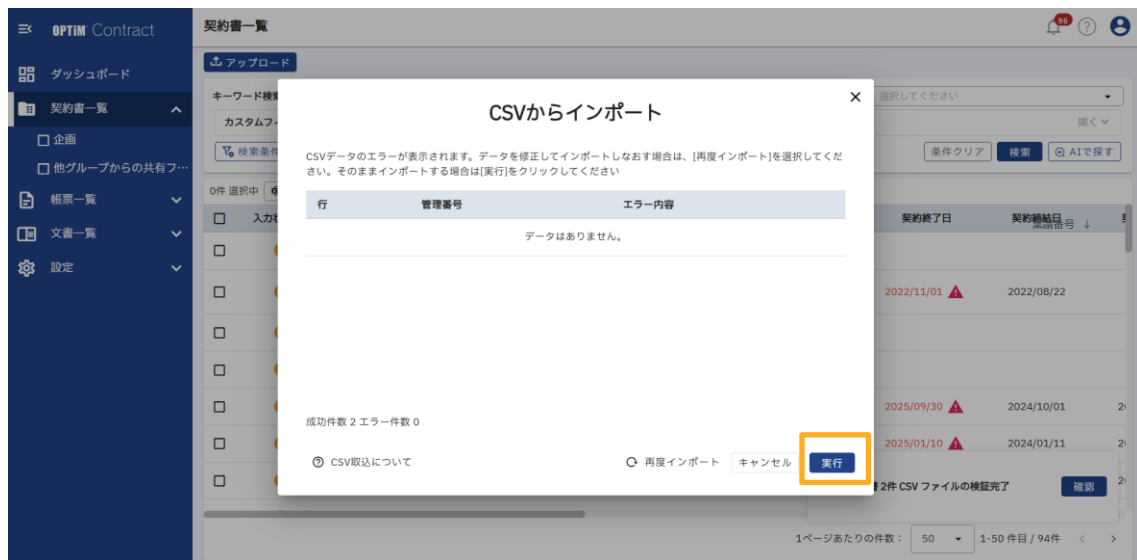 OPTiM Contract
契約書一覧
96
アップロード
ダッシュボード
契約書一覧
企画
他グループからの共有フ…
帳票一覧
文書一覧
設定
キーワード検索
選択してください
カスタムフィ
開く
検索条件
条件クリア
検索
AIで探す
0件 選択中
入力状
契約終了日
契約締結日
稟議番号 ↓
2022/11/01
2022/08/22
2025/09/30
2024/10/01
2025/01/10
2024/01/11
CSVからインポート
CSVデータのエラーが表示されます。データを修正してインポートしなおす場合は、[再度インポート]を選択してくだ
さい。そのままインポートする場合は[実行]をクリックしてください
行 管理番号 エラー内容
データはありません。
成功件数 2 エラー件数 0
CSV取込について
再度インポート
キャンセル
実行
2件 CSV ファイルの検証完了
確認
1ページあたりの件数： 50
1-50 件目 / 94件